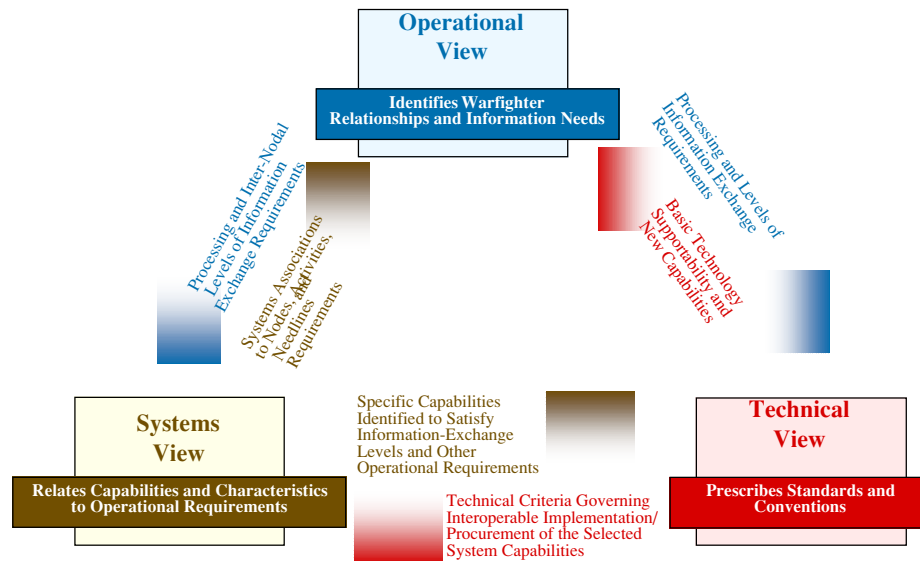 Operational
View
Identifies Warfighter
Relationships and Information Needs
Processing and Inter-Nodal
Levels of Information
Exchange Requirements
Systems Associations
to Nodes, Activities,
and
Needlines
Requirements
Processing and Levels of
Information Exchange
Requirements
Basic Technology
Supportability and
New Capabilities
Systems
View
Relates Capabilities and Characteristics
to Operational Requirements
Specific Capabilities
Identified to Satisfy
Information-Exchange
Levels and Other
Operational Requirements
Technical Criteria Governing
Interoperable Implementation/
Procurement of the Selected
System Capabilities
Technical
View
Prescribes Standards and
Conventions